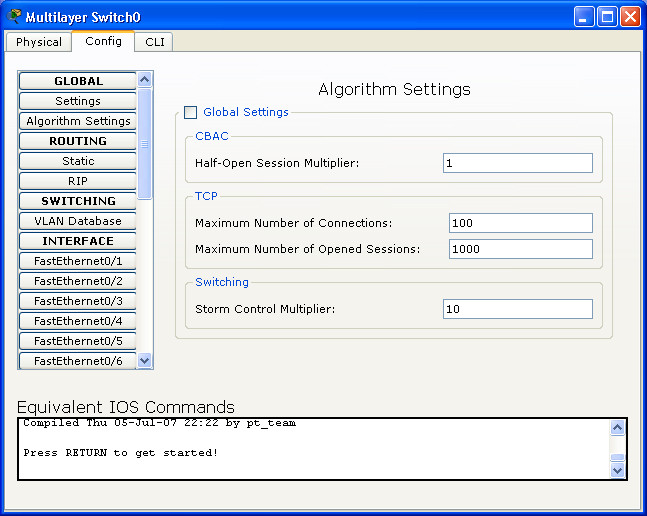 Multilayer Switch0
Physical Config CLI
GLOBAL
Settings
Algorithm Settings
ROUTING
Static
RIP
SWITCHING
VLAN Database
INTERFACE
FastEthernet0/1
FastEthernet0/2
FastEthernet0/3
FastEthernet0/4
FastEthernet0/5
FastEthernet0/6
Algorithm Settings
Global Settings
CBAC
Half-Open Session Multiplier: 1
TCP
Maximum Number of Connections: 100
Maximum Number of Opened Sessions: 1000
Switching
Storm Control Multiplier: 10
Equivalent IOS Commands
Compiled Thu 05-Jul-07 22:22 by pt_team
Press RETURN to get started!